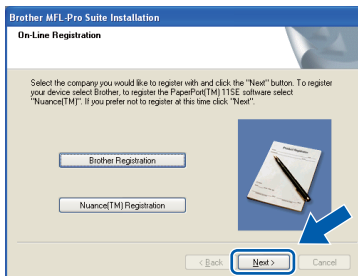 Brother MFL-Pro Suite Installation
On-Line Registration
Select the company you would like to register with and click the "Next" button. To register
your device select Brother, to register the PaperPort(TM) 11SE software select
"Nuance(TM)". If you prefer not to register at this time click "Next".
Brother Registration
Nuance(TM) Registration
Product Registration
< Back
Next >
Cancel